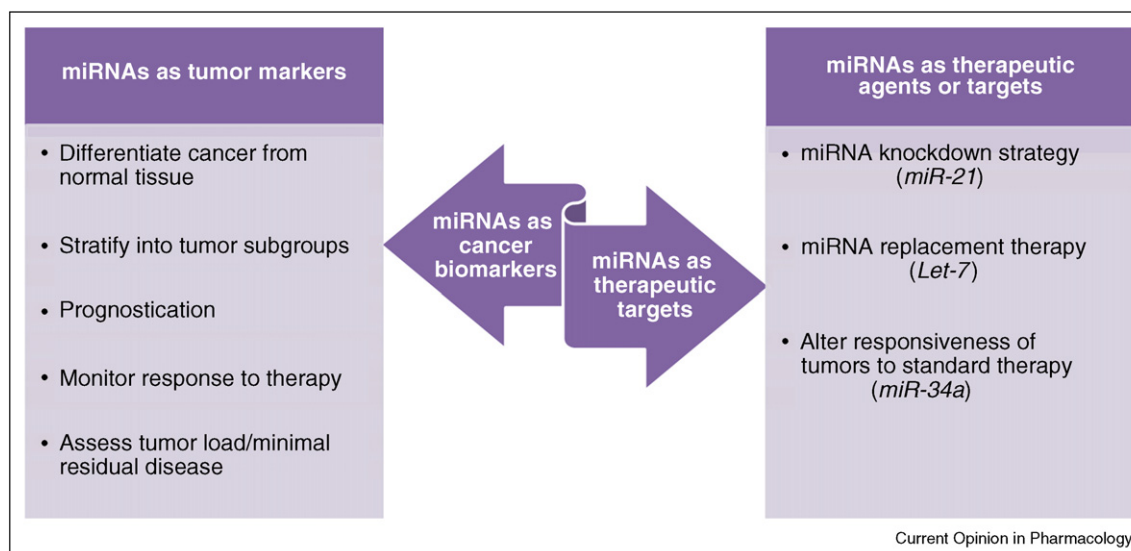 miRNAs as tumor markers
• Differentiate cancer from
normal tissue
• Stratify into tumor subgroups
• Prognostication
• Monitor response to therapy
• Assess tumor load/minimal
residual disease
miRNAs as
cancer
biomarkers
miRNAs as
therapeutic
targets
miRNAs as therapeutic
agents or targets
• miRNA knockdown strategy
(miR-21)
• miRNA replacement therapy
(Let-7)
• Alter responsiveness of
tumors to standard therapy
(miR-34a)
Current Opinion in Pharmacology